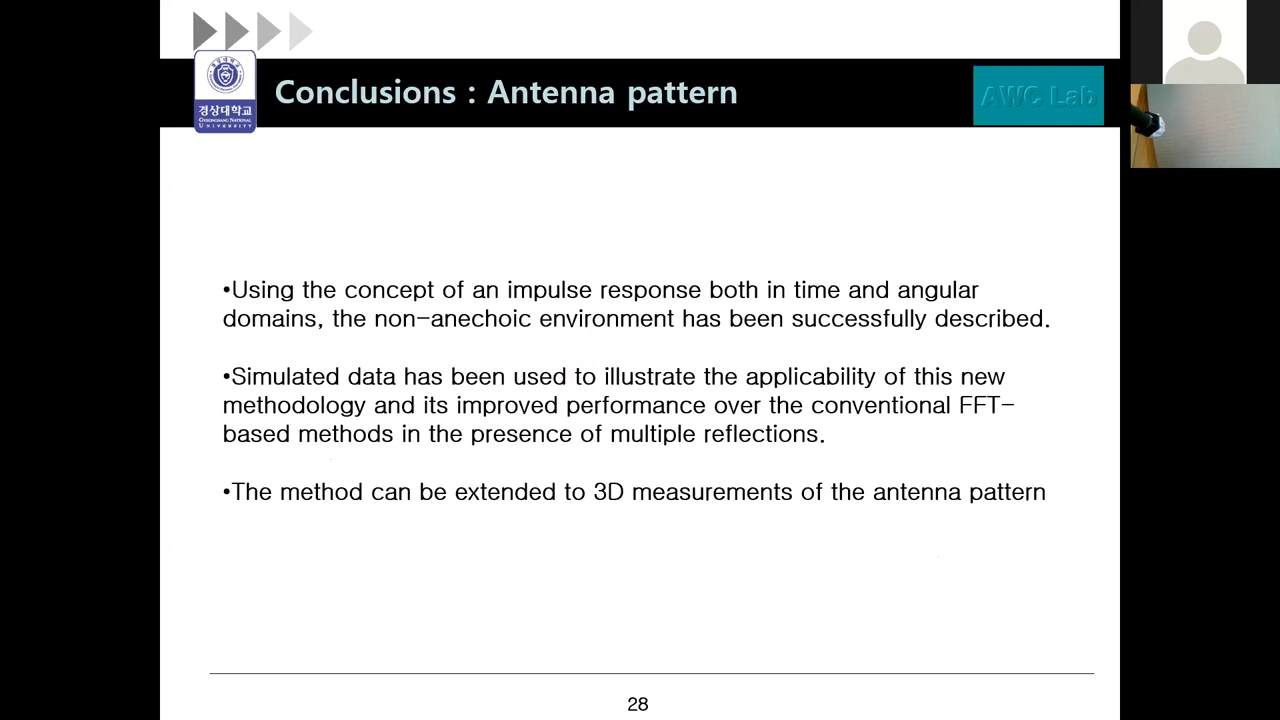 Conclusions : Antenna pattern
AWC Lab
경상대학교
GYEONGSANG NATIONAL
UNIVERSITY
•Using the concept of an impulse response both in time and angular
domains, the non-anechoic environment has been successfully described.
•Simulated data has been used to illustrate the applicability of this new
methodology and its improved performance over the conventional FFT-
based methods in the presence of multiple reflections.
•The method can be extended to 3D measurements of the antenna pattern
28